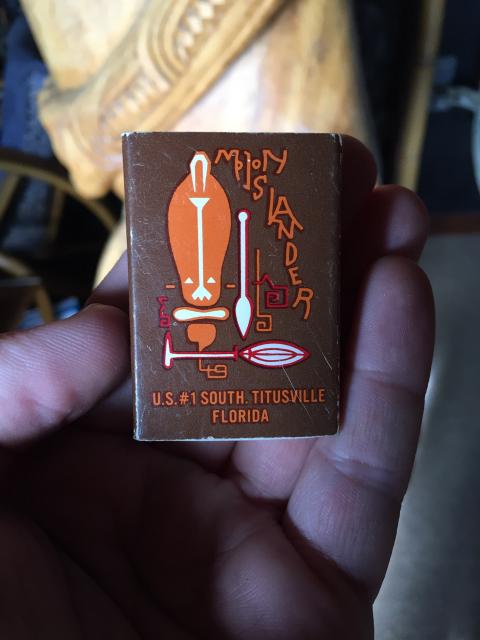 MOON
ISLANDER
U.S. #1 SOUTH, TITUSVILLE
FLORIDA